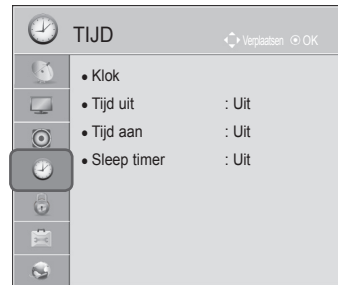 TIJD Verplaatsen OK
• Klok
• Tijd uit : Uit
• Tijd aan : Uit
• Sleep timer : Uit